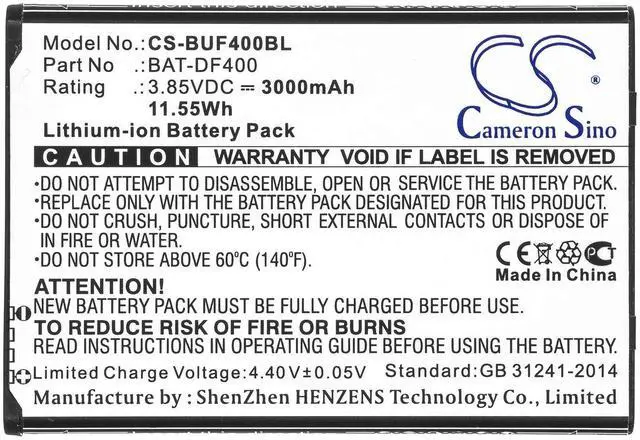 Model No.: CS-BUF400BL
Part No : BAT-DF400
Rating : 3.85VDC = 3000mAh
11.55Wh
Lithium-ion Battery Pack
CS ®
Cameron Sino
CAUTION WARRANTY VOID IF LABEL IS REMOVED
•DO NOT ATTEMPT TO DISASSEMBLE, OPEN OR SERVICE THE BATTERY PACK.
•REPLACE ONLY WITH THE BATTERY PACK DESIGNATED FOR THIS PRODUCT.
•DO NOT CRUSH, PUNCTURE, SHORT EXTERNAL CONTACTS OR DISPOSE OF
IN FIRE OR WATER.
•DO NOT STORE ABOVE 60°C (140°F).
CE PCT
Made In China
ATTENTION!
NEW BATTERY PACK MUST BE FULLY CHARGED BEFORE USE
TO REDUCE RISK OF FIRE OR BURNS
READ INSTRUCTIONS IN OPERATING GUIDE BEFORE USING BATTERY PACK
Limited Charge Voltage:4.40V±0.05V Standard:GB 31241-2014
Manufacturer : ShenZhen HENZENS Technology Co., Limited